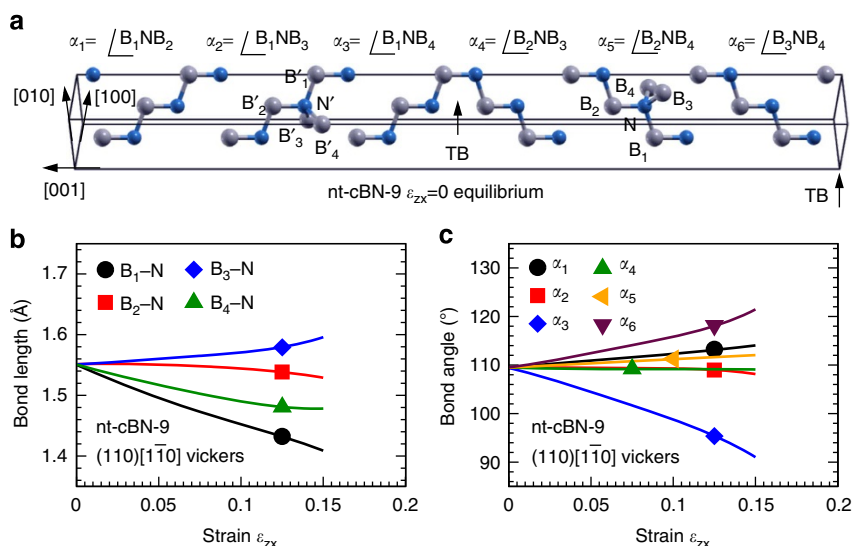 a
α₁= ∠B₁NB₂ α₂= ∠B₁NB₃ α₃= ∠B₁NB₄ α₄= ∠B₂NB₃ α₅= ∠B₂NB₄ α₆= ∠B₃NB₄
[010] [100] B′₁ B′₂ N′ B′₃ B′₄ TB B₄ B₃ B₂ N B₁
[001] nt-cBN-9 εzx=0 equilibrium TB
b
1.7
1.6
1.5
1.4
Bond length (Å)
B₁–N B₃–N
B₂–N B₄–N
nt-cBN-9
(110)[11̄0] vickers
0 0.05 0.10 0.15 0.2
Strain εzx
c
130
120
110
100
90
Bond angle (°)
α₁ α₄
α₂ α₅
α₃ α₆
nt-cBN-9
(110)[11̄0] vickers
0 0.05 0.1 0.15 0.2
Strain εzx